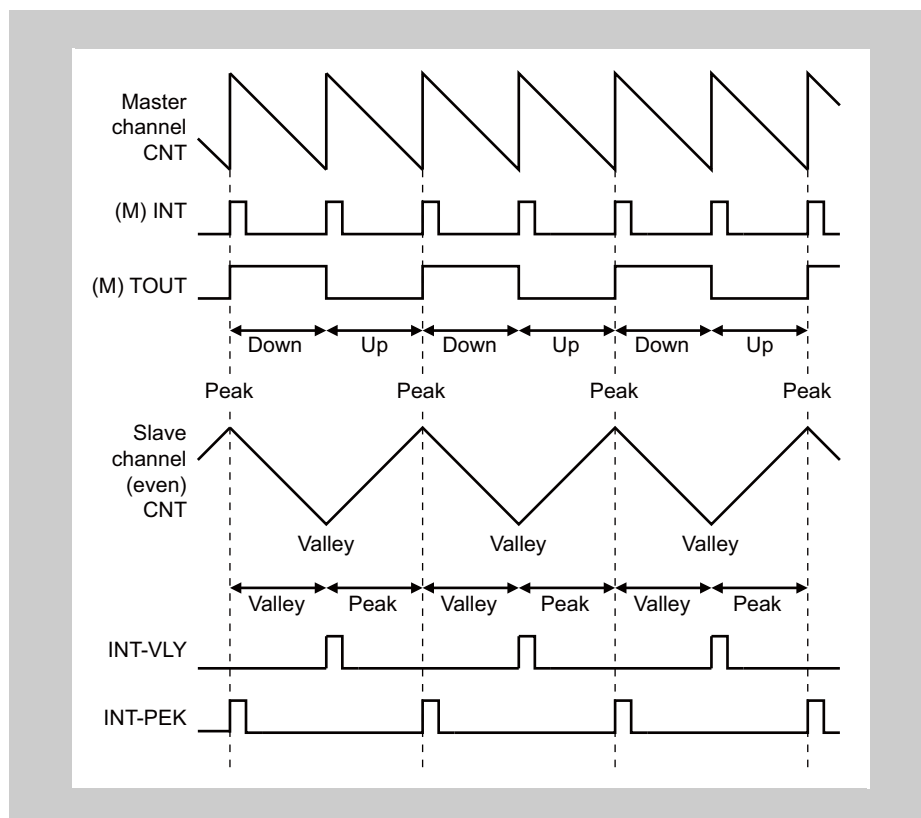 Master
channel
CNT
(M) INT
(M) TOUT
Down Up Down Up Down Up
Peak Peak Peak Peak
Slave
channel
(even)
CNT
Valley Valley Valley
Valley Peak Valley Peak Valley Peak
INT-VLY
INT-PEK